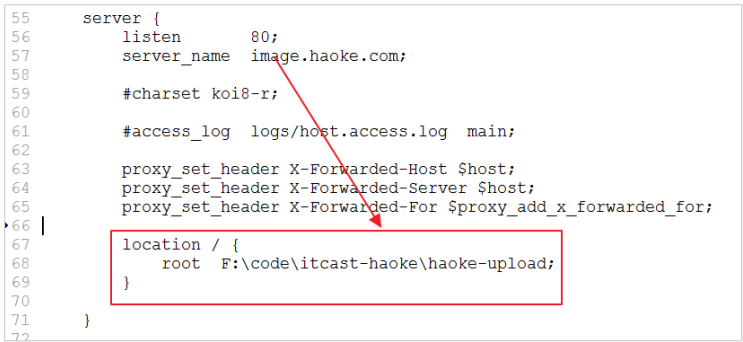 55 server {
56 listen 80;
57 server_name image.haoke.com;
58
59 #charset koi8-r;
60
61 #access_log logs/host.access.log main;
62
63 proxy_set_header X-Forwarded-Host $host;
64 proxy_set_header X-Forwarded-Server $host;
65 proxy_set_header X-Forwarded-For $proxy_add_x_forwarded_for;
66
67 location / {
68 root F:\code\itcast-haoke\haoke-upload;
69 }
70
71 }
72